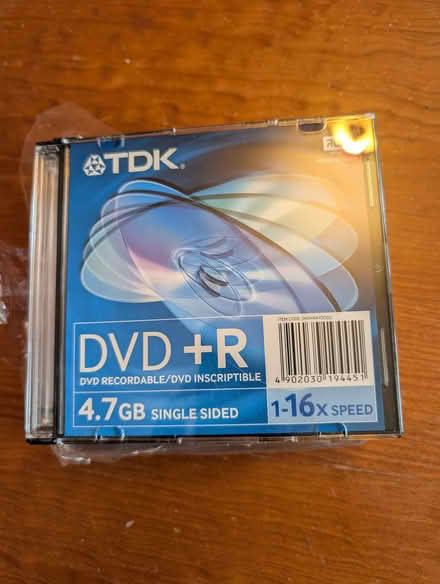 TDK®
DVD +R
DVD RECORDABLE/DVD INSCRIPTIBLE
4.7GB SINGLE SIDED
4 902030 194451
1-16X SPEED